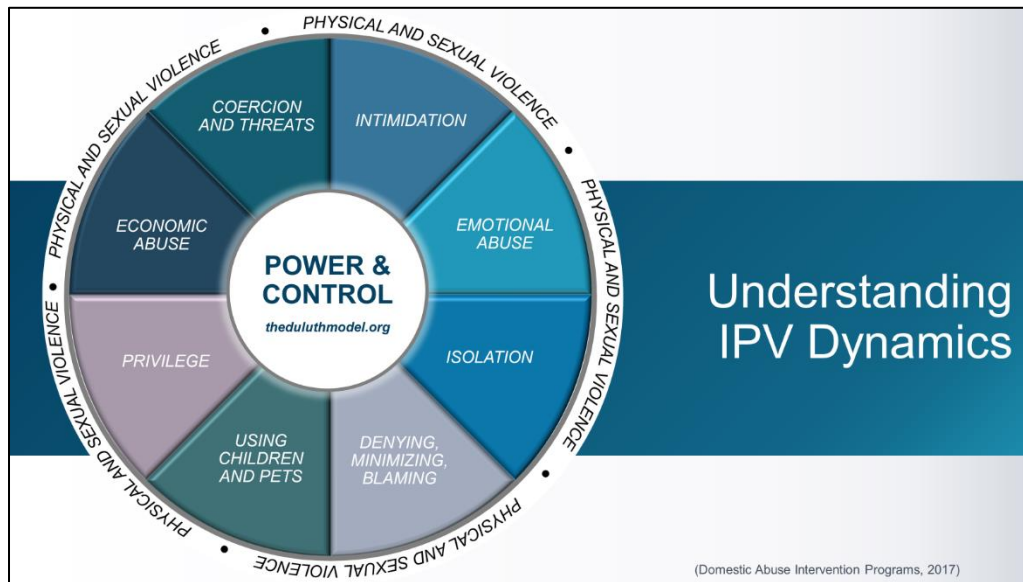 PHYSICAL AND SEXUAL VIOLENCE • PHYSICAL AND SEXUAL VIOLENCE • PHYSICAL AND SEXUAL VIOLENCE • PHYSICAL AND SEXUAL VIOLENCE • PHYSICAL AND SEXUAL VIOLENCE • PHYSICAL AND SEXUAL VIOLENCE •
COERCION
AND THREATS
INTIMIDATION
EMOTIONAL
ABUSE
ISOLATION
DENYING,
MINIMIZING,
BLAMING
USING
CHILDREN
AND PETS
PRIVILEGE
ECONOMIC
ABUSE
POWER &
CONTROL
theduluthmodel.org
Understanding
IPV Dynamics
(Domestic Abuse Intervention Programs, 2017)